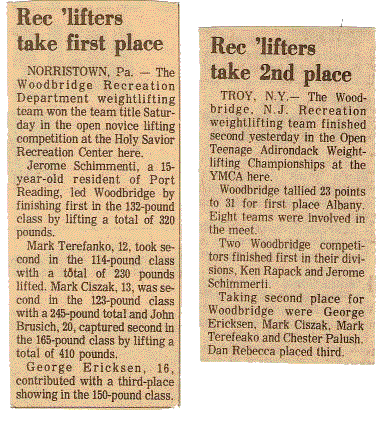 Rec 'lifters
take first place
NORRISTOWN, Pa. — The
Woodbridge Recreation
Department weightlifting
team won the team title Satur-
day in the open novice lifting
competition at the Holy Savior
Recreation Center here.
Jerome Schimmenti, a 15-
year-old resident of Port
Reading, led Woodbridge by
finishing first in the 132-pound
class by lifting a total of 320
pounds.
Mark Terefanko, 12, took se-
cond in the 114-pound class
with a total of 230 pounds
lifted. Mark Ciszak, 13, was se-
cond in the 123-pound class
with a 245-pound total and John
Brusich, 20, captured second in
the 165-pound class by lifting a
total of 410 pounds.
George Ericksen, 16,
contributed with a third-place
showing in the 150-pound class.
Rec 'lifters
take 2nd place
TROY, N.Y.— The Wood-
bridge, N.J. Recreation
weightlifting team finished
second yesterday in the Open
Teenage Adirondack Weight-
lifting Championships at the
YMCA here.
Woodbridge tallied 23 points
to 31 for first place Albany.
Eight teams were involved in
the meet.
Two Woodbridge competi-
tors finished first in their divi-
sions, Ken Rapack and Jerome
Schimmerti.
Taking second place for
Woodbridge were George
Ericksen, Mark Ciszak, Mark
Terefeako and Chester Palush.
Dan Rebecca placed third.